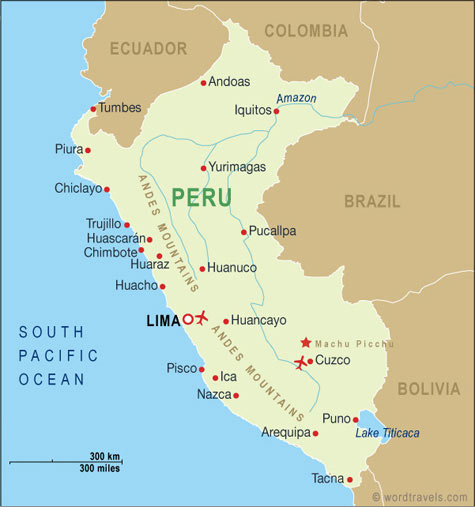 COLOMBIA
ECUADOR
Andoas
Amazon
Iquitos
Tumbes
Piura
Yurimagas
Chiclayo
PERU
BRAZIL
ANDES MOUNTAINS
Trujillo
Pucallpa
Huascarán
Chimbote
Huaraz
Huanuco
Huacho
LIMA
Huancayo
SOUTH
PACIFIC
OCEAN
ANDES MOUNTAINS
Machu Picchu
Cuzco
Pisco
Ica
Nazca
BOLIVIA
Puno
Arequipa
Lake Titicaca
300 km
300 miles
Tacna
© wordtravels.com